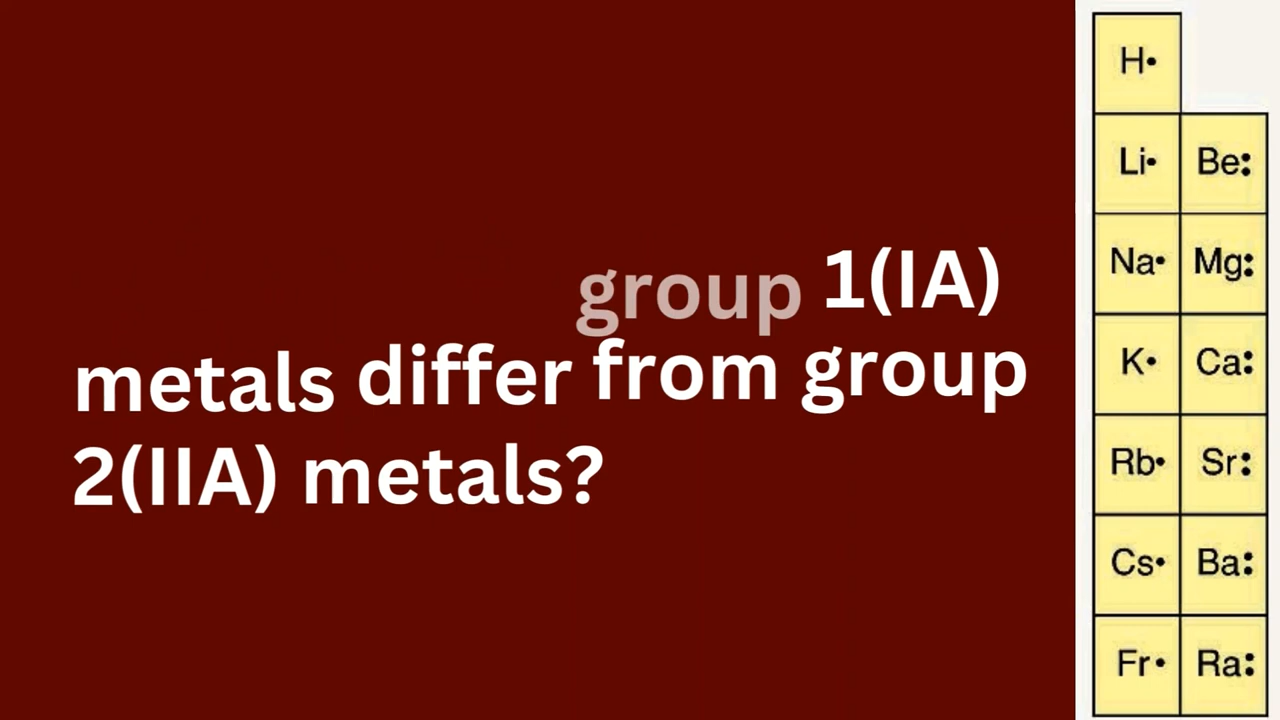 group 1(IA)
metals differ from group
2(IIA) metals?
H•
Li• Be:
Na• Mg:
K• Ca:
Rb• Sr:
Cs• Ba:
Fr• Ra: